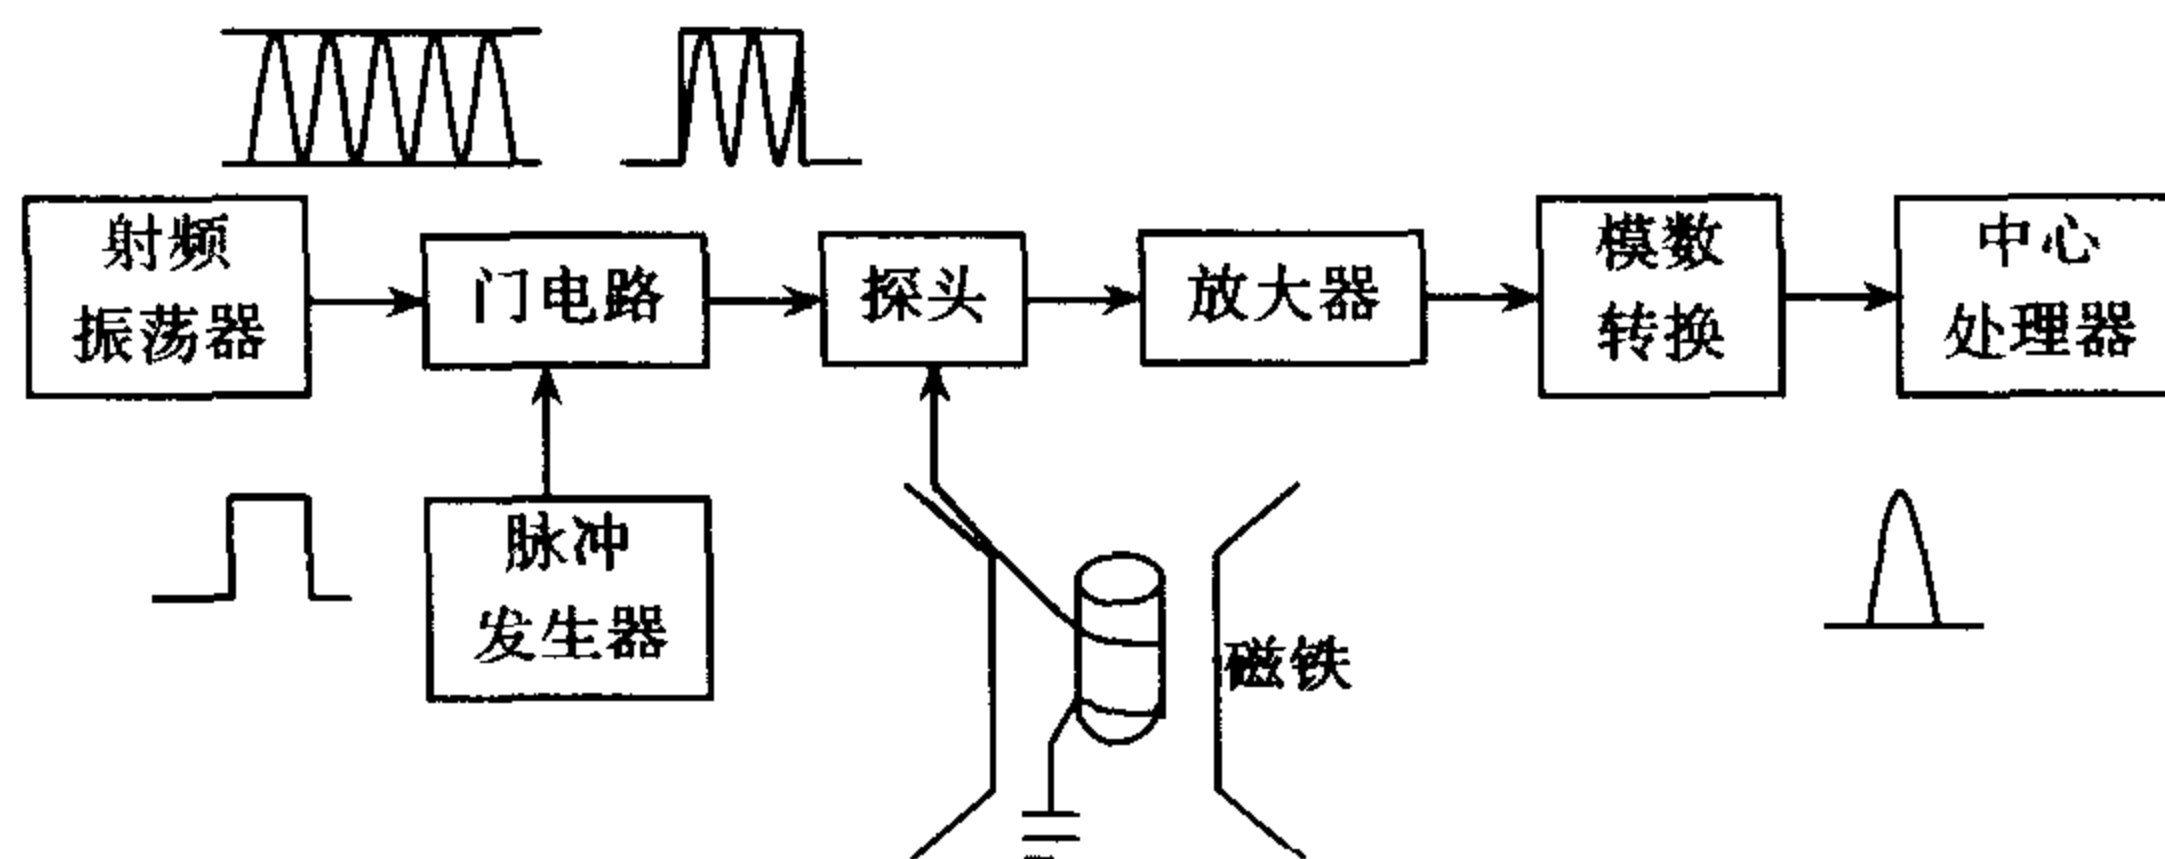 射频
振荡器
门电路
探头
放大器
模数
转换
中心
处理器
脉冲
发生器
磁铁